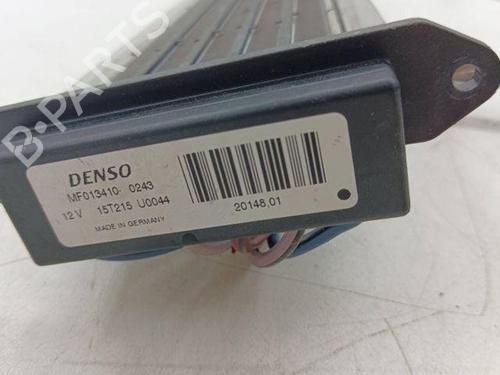 B-PARTS
DENSO
MF013410- 0243
12V 15T215 U0044
MADE IN GERMANY
20148.01